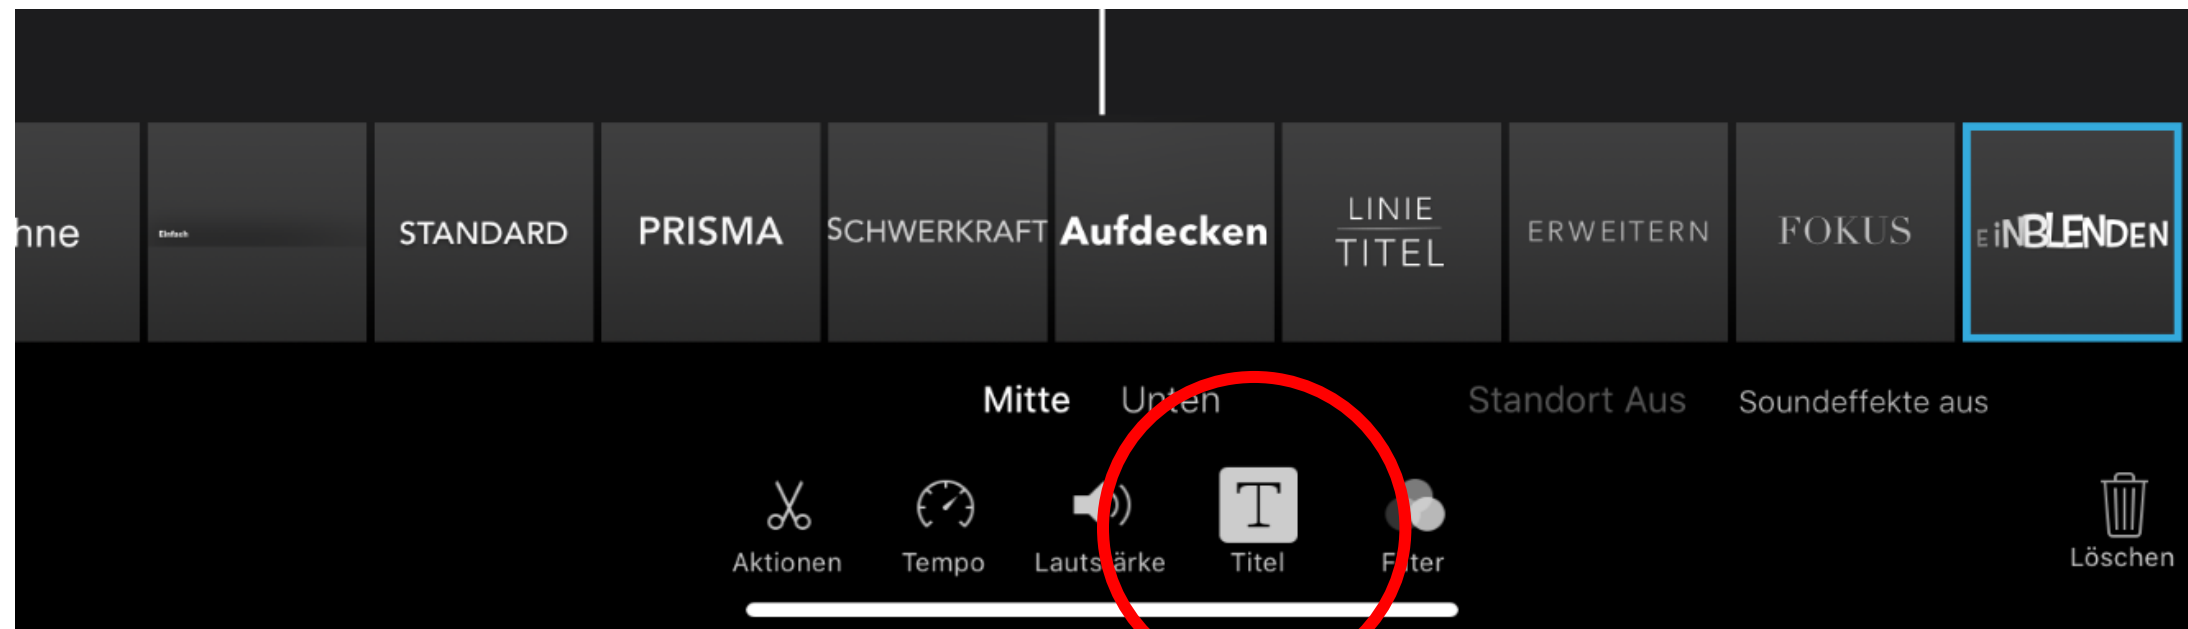 hne
Einfach
STANDARD
PRISMA
SCHWERKRAFT
Aufdecken
LINIE
TITEL
ERWEITERN
FOKUS
EiNBLENDEN
Mitte
Unten
Standort Aus
Soundeffekte aus
Aktionen
Tempo
Lautstärke
T
Titel
Filter
Löschen